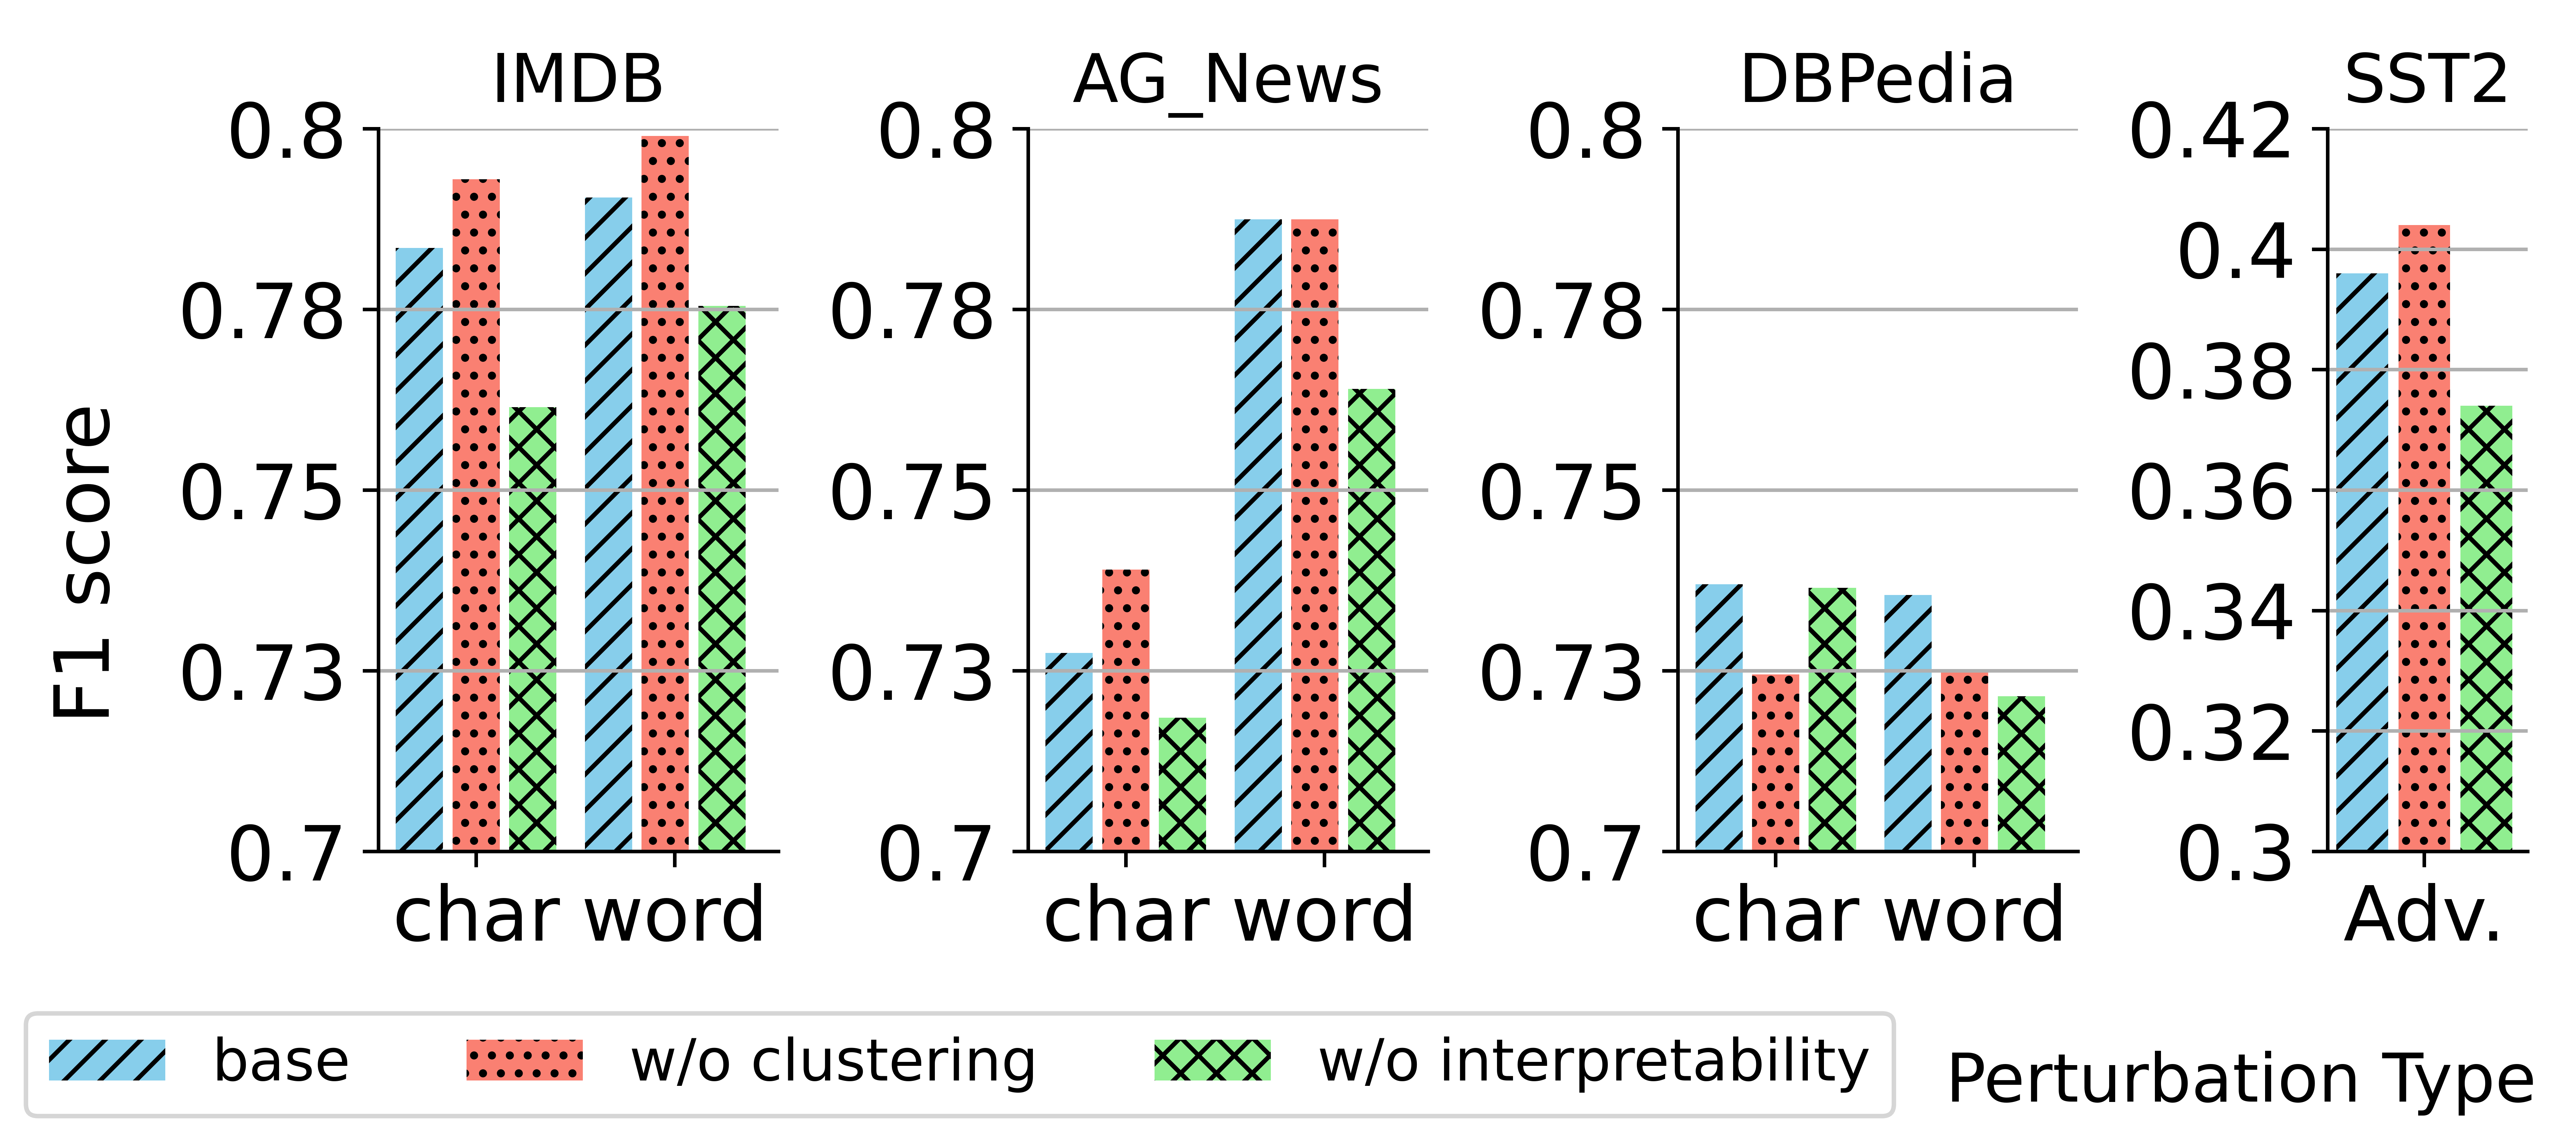 IMDB
AG_News
DBPedia
SST2
F1 score
0.8
0.78
0.75
0.73
0.7
char word
0.8
0.78
0.75
0.73
0.7
char word
0.8
0.78
0.75
0.73
0.7
char word
0.42
0.4
0.38
0.36
0.34
0.32
0.3
Adv.
base
w/o clustering
w/o interpretability
Perturbation Type